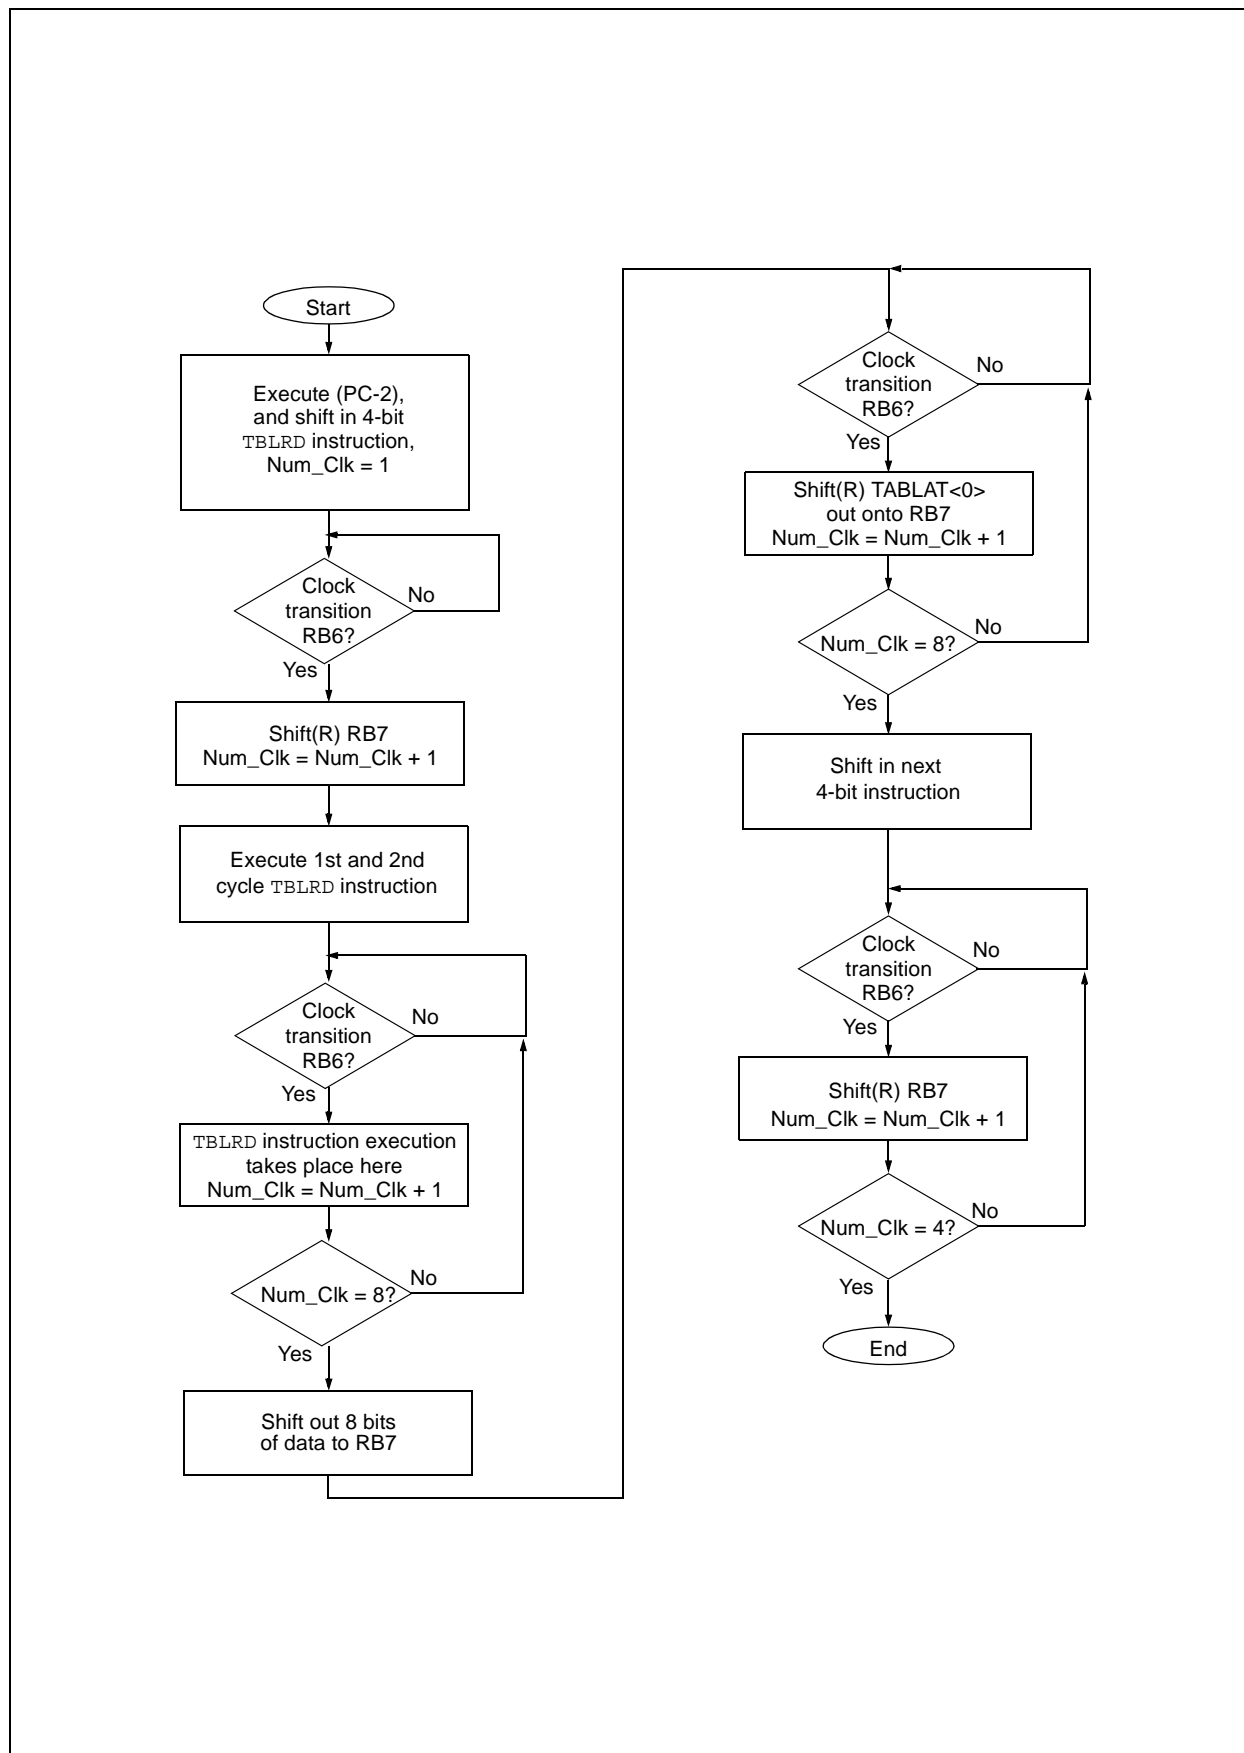 Start
Execute (PC-2),
and shift in 4-bit
TBLRD instruction,
Num_Clk = 1
Clock
transition
RB6?
No
Yes
Shift(R) RB7
Num_Clk = Num_Clk + 1
Execute 1st and 2nd
cycle TBLRD instruction
Clock
transition
RB6?
No
Yes
TBLRD instruction execution
takes place here
Num_Clk = Num_Clk + 1
Num_Clk = 8?
No
Yes
Shift out 8 bits
of data to RB7
Clock
transition
RB6?
No
Yes
Shift(R) TABLAT<0>
out onto RB7
Num_Clk = Num_Clk + 1
Num_Clk = 8?
No
Yes
Shift in next
4-bit instruction
Clock
transition
RB6?
No
Yes
Shift(R) RB7
Num_Clk = Num_Clk + 1
Num_Clk = 4?
No
Yes
End